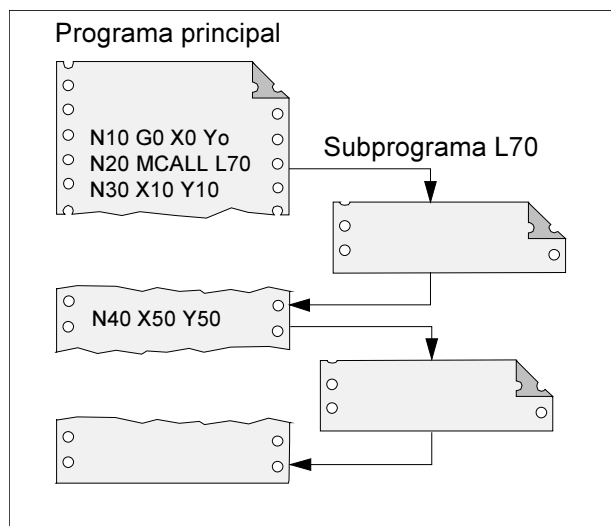 Programa principal
N10 G0 X0 Yo
N20 MCALL L70
N30 X10 Y10
Subprograma L70
N40 X50 Y50